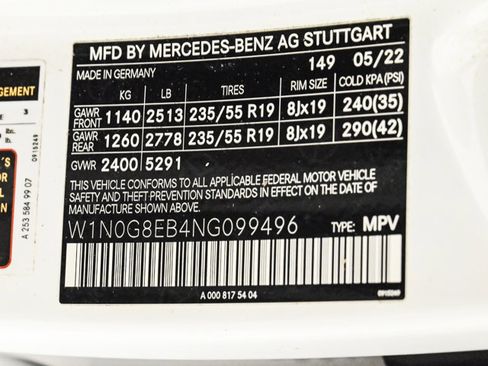 MFD BY MERCEDES-BENZ AG STUTTGART
MADE IN GERMANY 149 05/22
KG LB TIRES RIM SIZE COLD KPA(PSI)
GAWR FRONT 1140 2513 235/55 R19 8Jx19 240(35)
GAWR REAR 1260 2778 235/55 R19 8Jx19 290(42)
GVWR 2400 5291
THIS VEHICLE CONFORMS TO ALL APPLICABLE FEDERAL MOTOR VEHICLE
SAFETY AND THEFT PREVENTION STANDARDS IN EFFECT ON THE DATE OF
MANUFACTURE SHOWN ABOVE.
W1N0G8EB4NG099496 TYPE: MPV
A 000 817 54 04
0915249
3
lb.
0915249
A 253 584 99 07